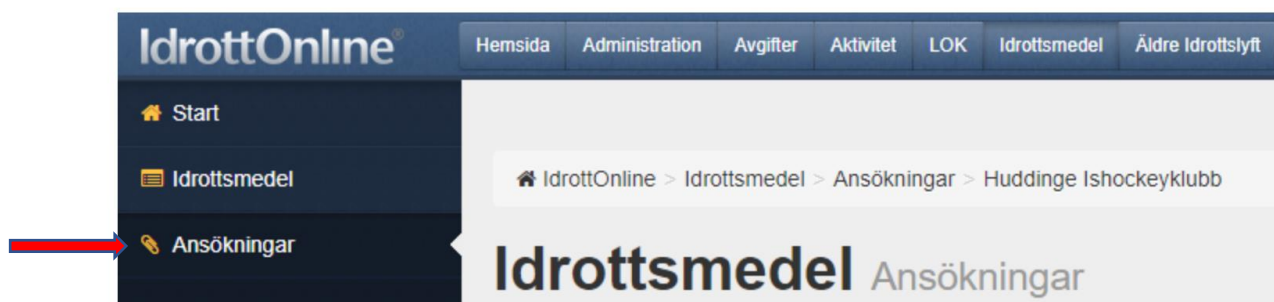 IdrottOnline®
Hemsida Administration Avgifter Aktivitet LOK Idrottsmedel Äldre Idrottslyft
Start
Idrottsmedel
Ansökningar
IdrottOnline > Idrottsmedel > Ansökningar > Huddinge Ishockeyklubb
Idrottsmedel Ansökningar